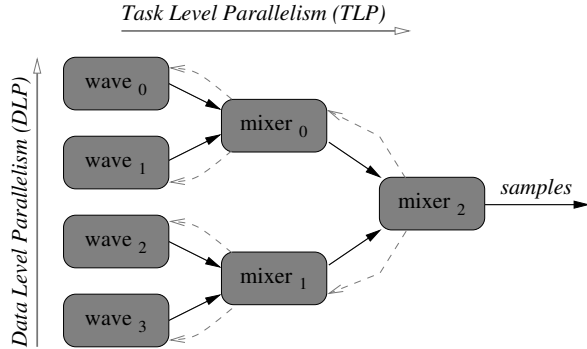 Task Level Parallelism (TLP)
Data Level Parallelism (DLP)
wave 0
wave 1
wave 2
wave 3
mixer 0
mixer 1
mixer 2
samples